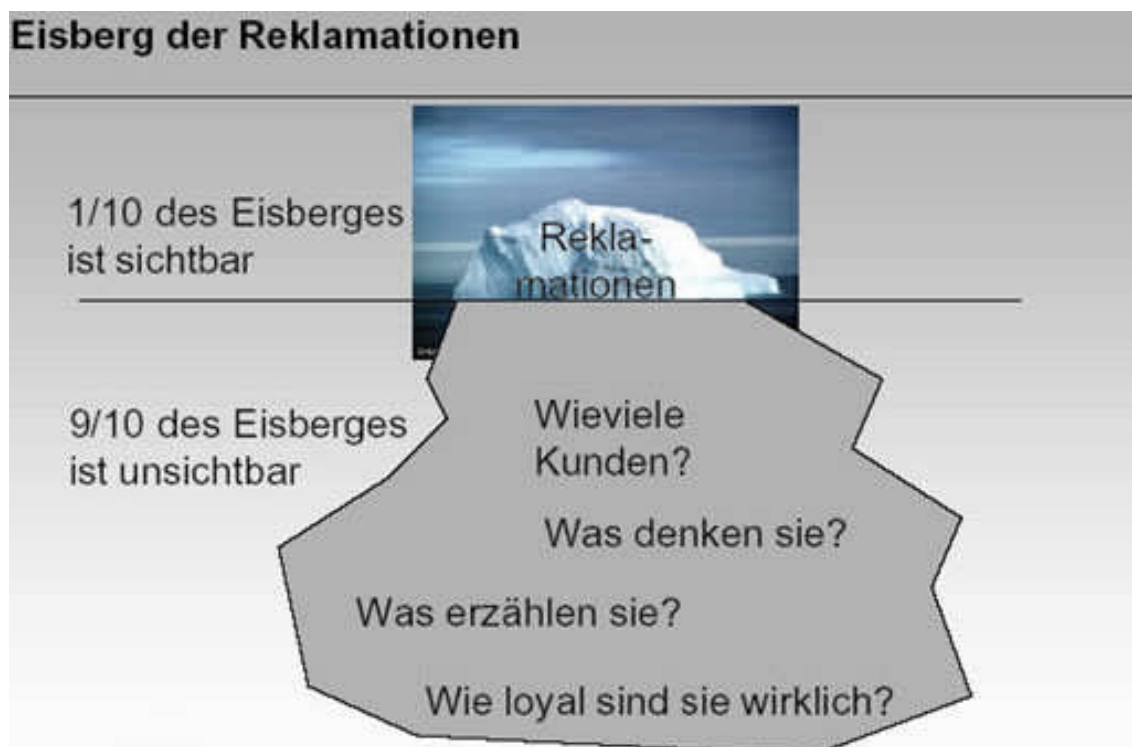 Eisberg der Reklamationen
1/10 des Eisberges
ist sichtbar
Rekla-
mationen
9/10 des Eisberges
ist unsichtbar
Wieviele
Kunden?
Was denken sie?
Was erzählen sie?
Wie loyal sind sie wirklich?